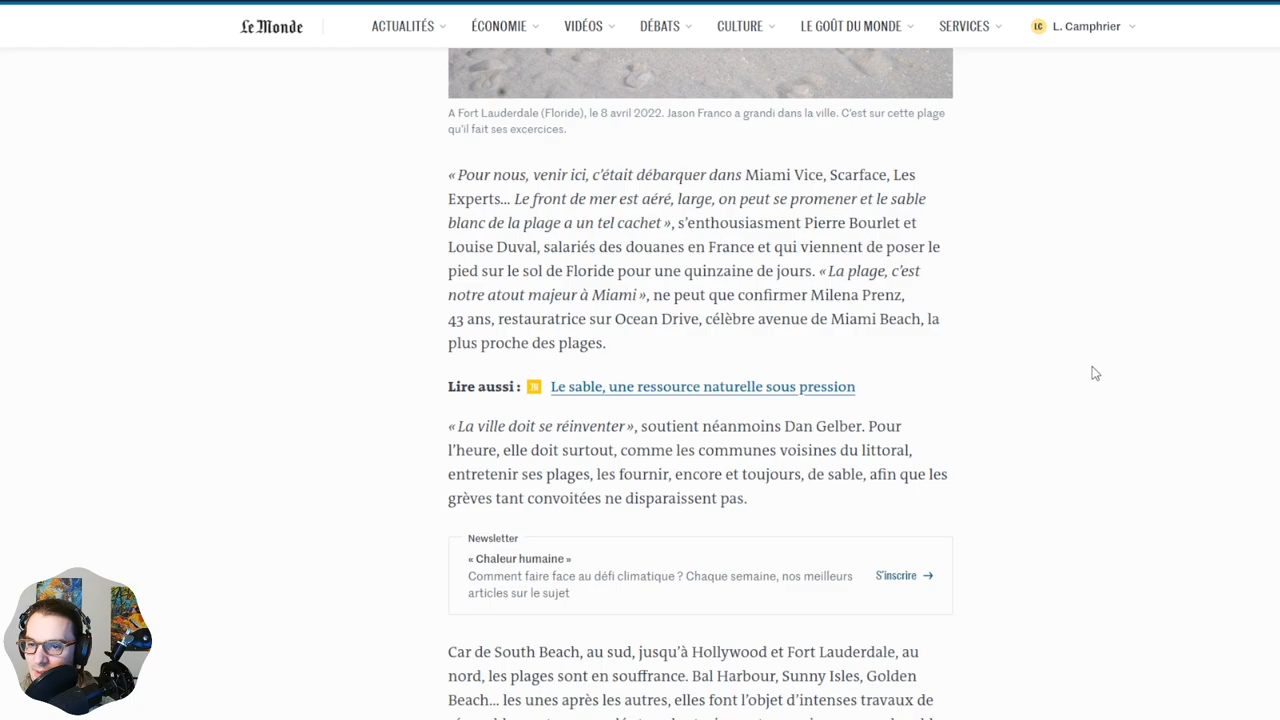 Le Monde
ACTUALITÉS
ÉCONOMIE
VIDÉOS
DÉBATS
CULTURE
LE GOÛT DU MONDE
SERVICES
LC
L. Camphrier
A Fort Lauderdale (Floride), le 8 avril 2022. Jason Franco a grandi dans la ville. C’est sur cette plage
qu’il fait ses excercices.
« Pour nous, venir ici, c’était débarquer dans Miami Vice, Scarface, Les
Experts… Le front de mer est aéré, large, on peut se promener et le sable
blanc de la plage a un tel cachet », s’enthousiasment Pierre Bourlet et
Louise Duval, salariés des douanes en France et qui viennent de poser le
pied sur le sol de Floride pour une quinzaine de jours. « La plage, c’est
notre atout majeur à Miami », ne peut que confirmer Milena Prenz,
43 ans, restauratrice sur Ocean Drive, célèbre avenue de Miami Beach, la
plus proche des plages.
Lire aussi : Le sable, une ressource naturelle sous pression
« La ville doit se réinventer », soutient néanmoins Dan Gelber. Pour
l’heure, elle doit surtout, comme les communes voisines du littoral,
entretenir ses plages, les fournir, encore et toujours, de sable, afin que les
grèves tant convoitées ne disparaissent pas.
Newsletter
« Chaleur humaine »
Comment faire face au défi climatique ? Chaque semaine, nos meilleurs
articles sur le sujet
S’inscrire →
Car de South Beach, au sud, jusqu’à Hollywood et Fort Lauderdale, au
nord, les plages sont en souffrance. Bal Harbour, Sunny Isles, Golden
Beach… les unes après les autres, elles font l’objet d’intenses travaux de